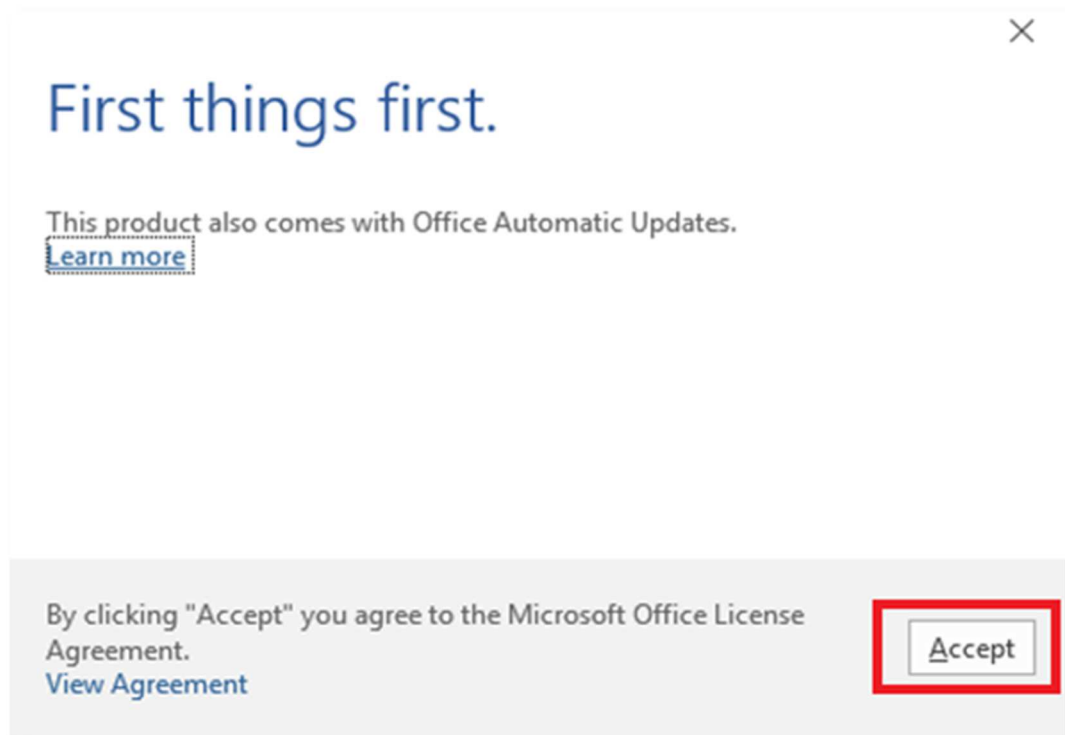 First things first.
This product also comes with Office Automatic Updates.
Learn more
By clicking "Accept" you agree to the Microsoft Office License
Agreement.
View Agreement
Accept